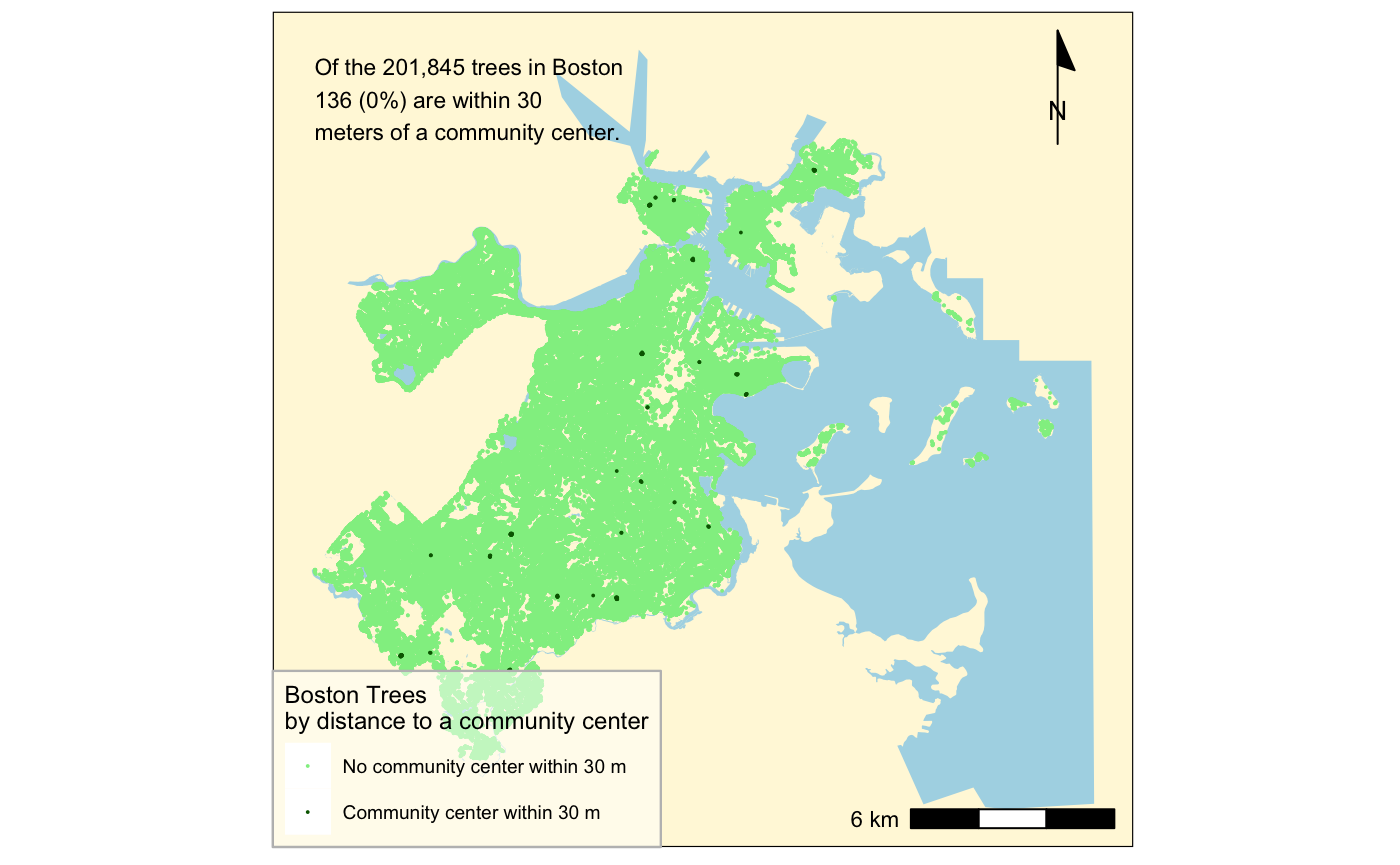 Of the 201,845 trees in Boston
136 (0%) are within 30
meters of a community center.
N
Boston Trees
by distance to a community center
No community center within 30 m
Community center within 30 m
6 km